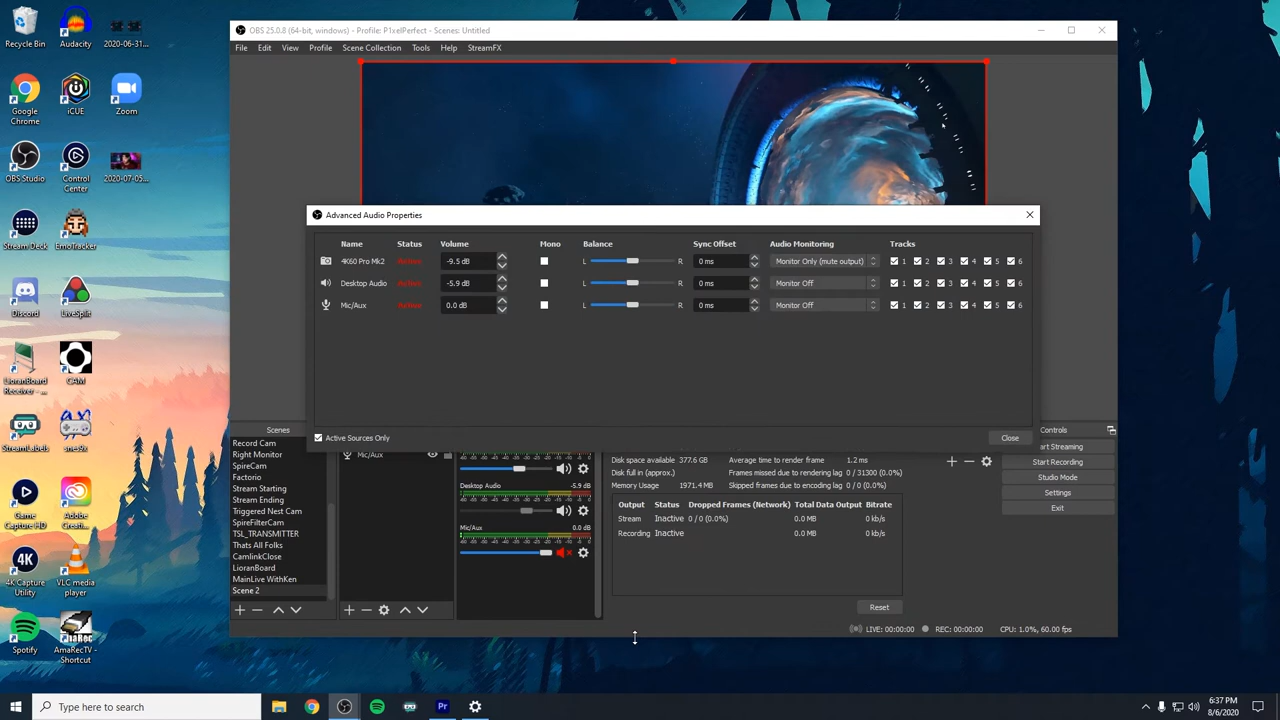 Recycle Bin
Audacity
2020-06-31...
Google Chrome
iCUE
Zoom
OBS Studio
Control Center
2020-07-05...
Stream Deck
EmoTracker
Discord
LiveSplit
LioranBoard Receiver - ...
CAM
StreamLabels
snes9x
Game Capture HD
Adobe Creati...
4K Capture Utility
VLC media player
Spotify
AmaRecTV - Shortcut
OBS 25.0.8 (64-bit, windows) - Profile: P1xelPerfect - Scenes: Untitled
File Edit View Profile Scene Collection Tools Help StreamFX
Advanced Audio Properties
Name Status Volume Mono Balance Sync Offset Audio Monitoring Tracks
4K60 Pro Mk2 Active -9.5 dB L R 0 ms Monitor Only (mute output) 1 2 3 4 5 6
Desktop Audio Active -5.9 dB L R 0 ms Monitor Off 1 2 3 4 5 6
Mic/Aux Active 0.0 dB L R 0 ms Monitor Off 1 2 3 4 5 6
Active Sources Only
Close
Scenes
Record Cam
Right Monitor
SpireCam
Factorio
Stream Starting
Stream Ending
Triggered Nest Cam
SpireFilterCam
TSL_TRANSMITTER
Thats All Folks
CamlinkClose
LioranBoard
MainLive WithKen
Scene 2
Mic/Aux
Desktop Audio -5.9 dB
Mic/Aux 0.0 dB
Disk space available 377.6 GB Average time to render frame 1.2 ms
Disk full in (approx.) Frames missed due to rendering lag 0 / 31300 (0.0%)
Memory Usage 1971.4 MB Skipped frames due to encoding lag 0 / 0 (0.0%)
Output Status Dropped Frames (Network) Total Data Output Bitrate
Stream Inactive 0 / 0 (0.0%) 0.0 MB 0 kb/s
Recording Inactive 0.0 MB 0 kb/s
Reset
Controls
art Streaming
Start Recording
Studio Mode
Settings
Exit
LIVE: 00:00:00 REC: 00:00:00 CPU: 1.0%, 60.00 fps
Type here to search
6:37 PM
8/6/2020